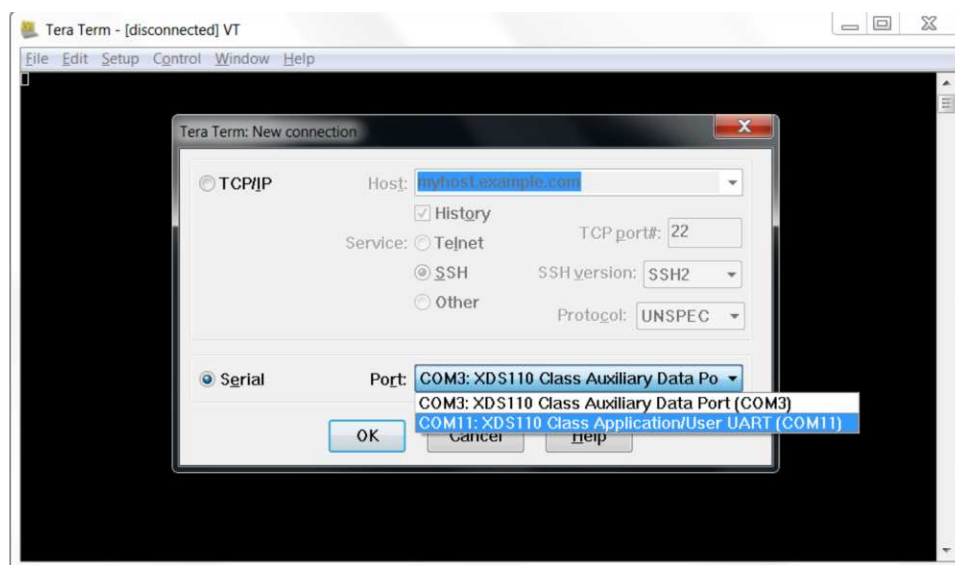 Tera Term - [disconnected] VT
File Edit Setup Control Window Help
Tera Term: New connection
TCP/IP Host: myhost.example.com
History
Service: Telnet TCP port#: 22
SSH SSH version: SSH2
Other Protocol: UNSPEC
Serial Port: COM3: XDS110 Class Auxiliary Data Po
COM3: XDS110 Class Auxiliary Data Port (COM3)
COM11: XDS110 Class Application/User UART (COM11)
OK Cancel Help